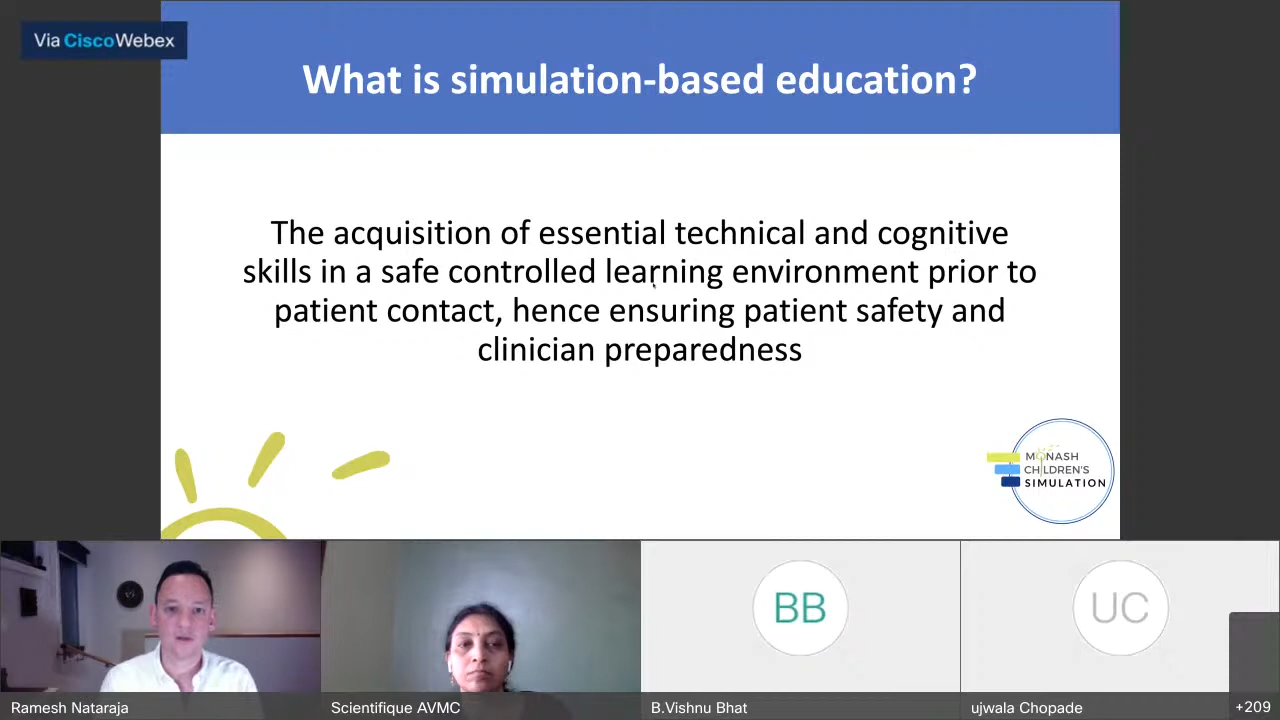 Via CiscoWebex
What is simulation-based education?
The acquisition of essential technical and cognitive
skills in a safe controlled learning environment prior to
patient contact, hence ensuring patient safety and
clinician preparedness
MONASH
CHILDREN'S
SIMULATION
BB
UC
Ramesh Nataraja
Scientifique AVMC
B.Vishnu Bhat
ujwala Chopade
+209